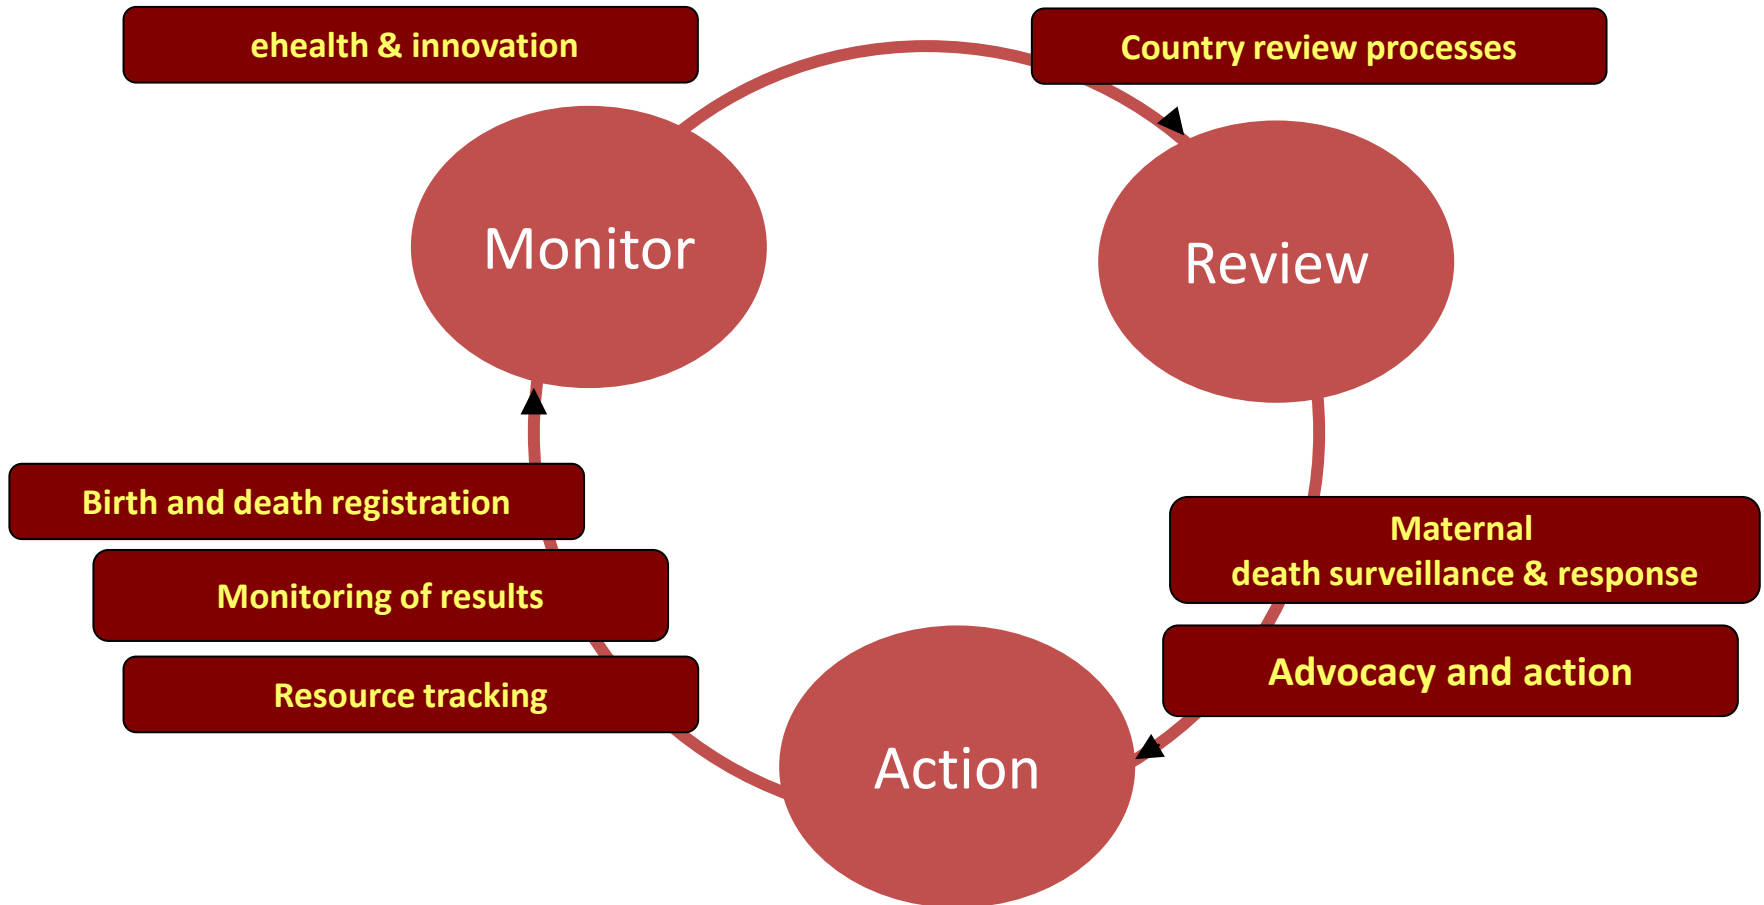 ehealth & innovation
Country review processes
Monitor
Review
Birth and death registration
Monitoring of results
Resource tracking
Maternal
death surveillance & response
Advocacy and action
Action